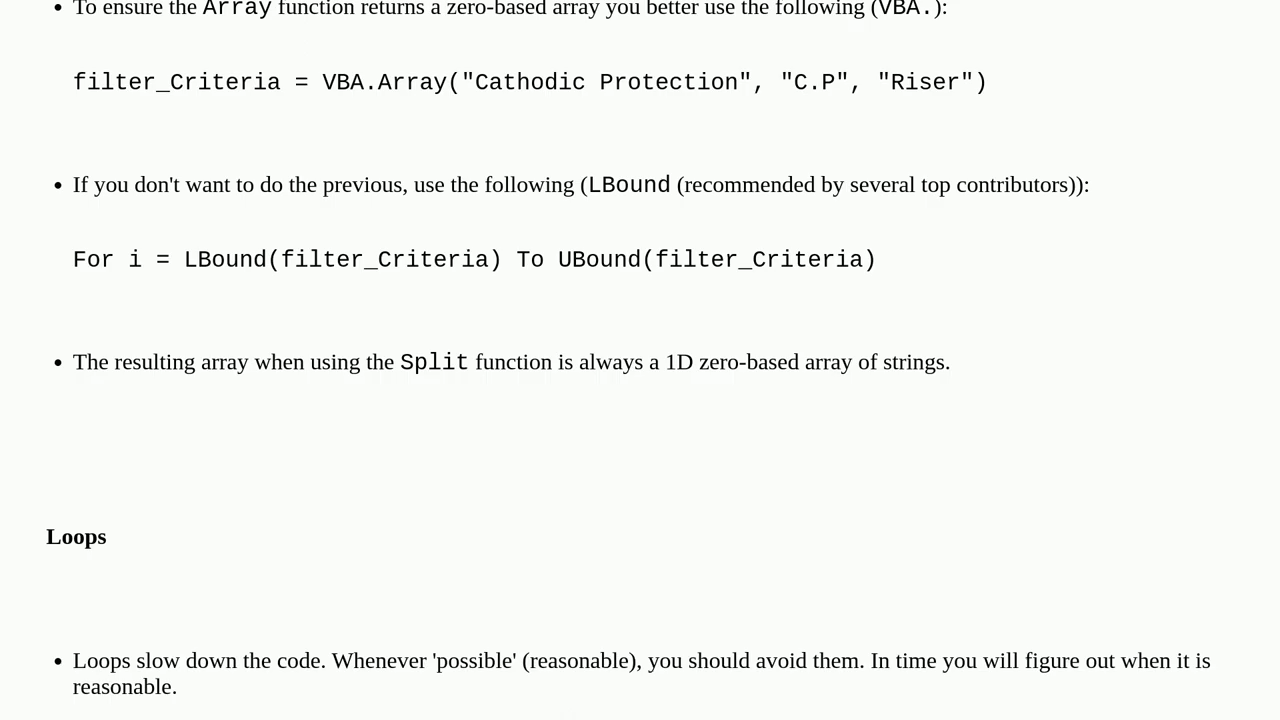 • To ensure the Array function returns a zero-based array you better use the following (VBA.):
filter_Criteria = VBA.Array("Cathodic Protection", "C.P", "Riser")
• If you don't want to do the previous, use the following (LBound (recommended by several top contributors)):
For i = LBound(filter_Criteria) To UBound(filter_Criteria)
• The resulting array when using the Split function is always a 1D zero-based array of strings.
Loops
• Loops slow down the code. Whenever 'possible' (reasonable), you should avoid them. In time you will figure out when it is
reasonable.